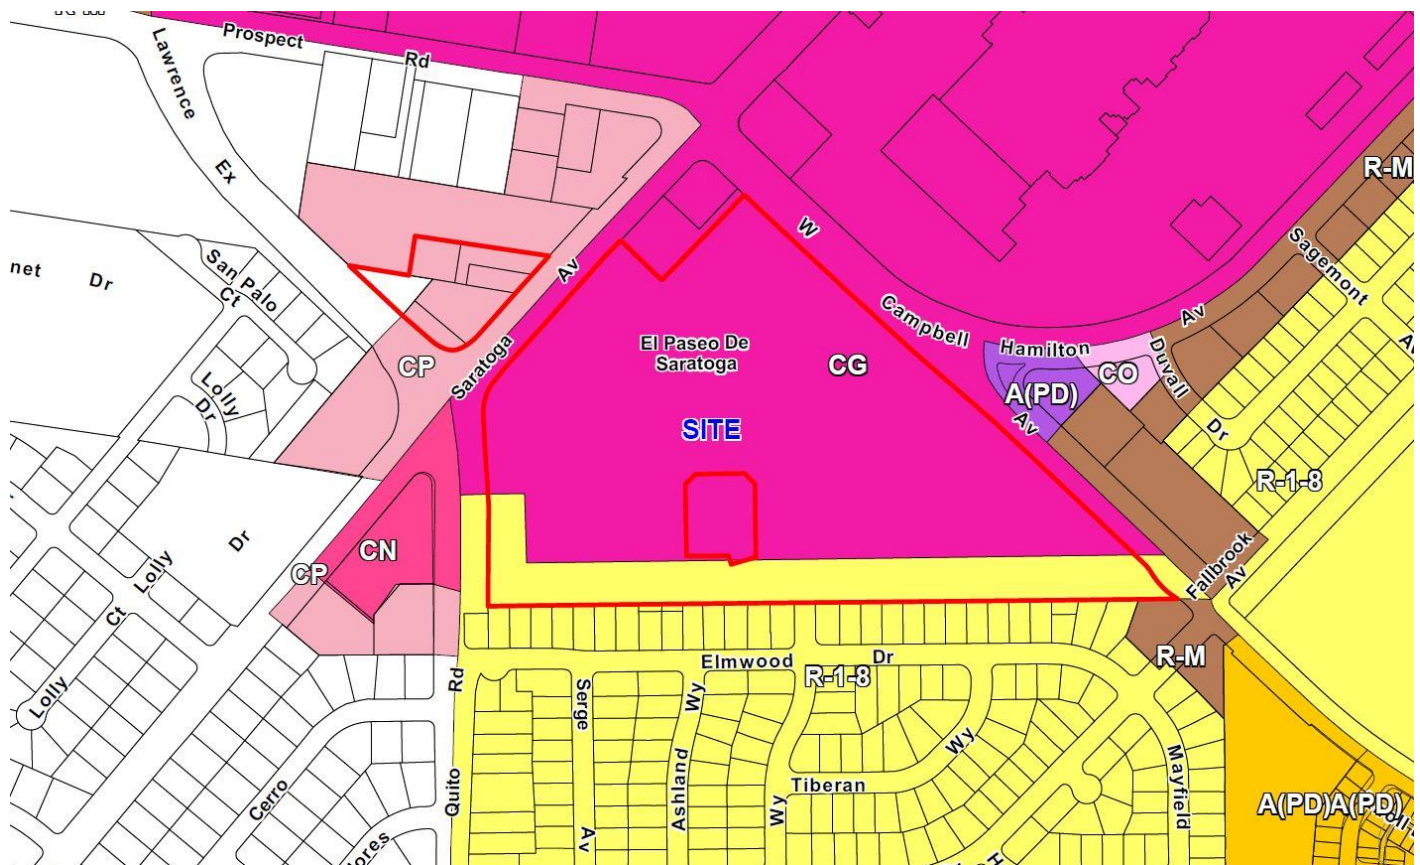 Prospect
Rd
Lawrence
Ex
W
R-M
Sagemont
San Palo
Ct
net Dr
Av
Campbell
Av
Hamilton
Duvall
Dr
El Paseo De
Saratoga
CG
CP
Saratoga
CO
A(PD)
Av
Lolly
Dr
SITE
R-1-8
CN
CP
Dr
Lolly
Ct
Lolly
Fallbrook
Av
Elmwood Dr
R-M
R-1-8
Quito
Rd
Serge
Av
Ashland
Wy
Wy
Tiberan
Wy
Mayfield
Cerro
A(PD)
A(PD)
H